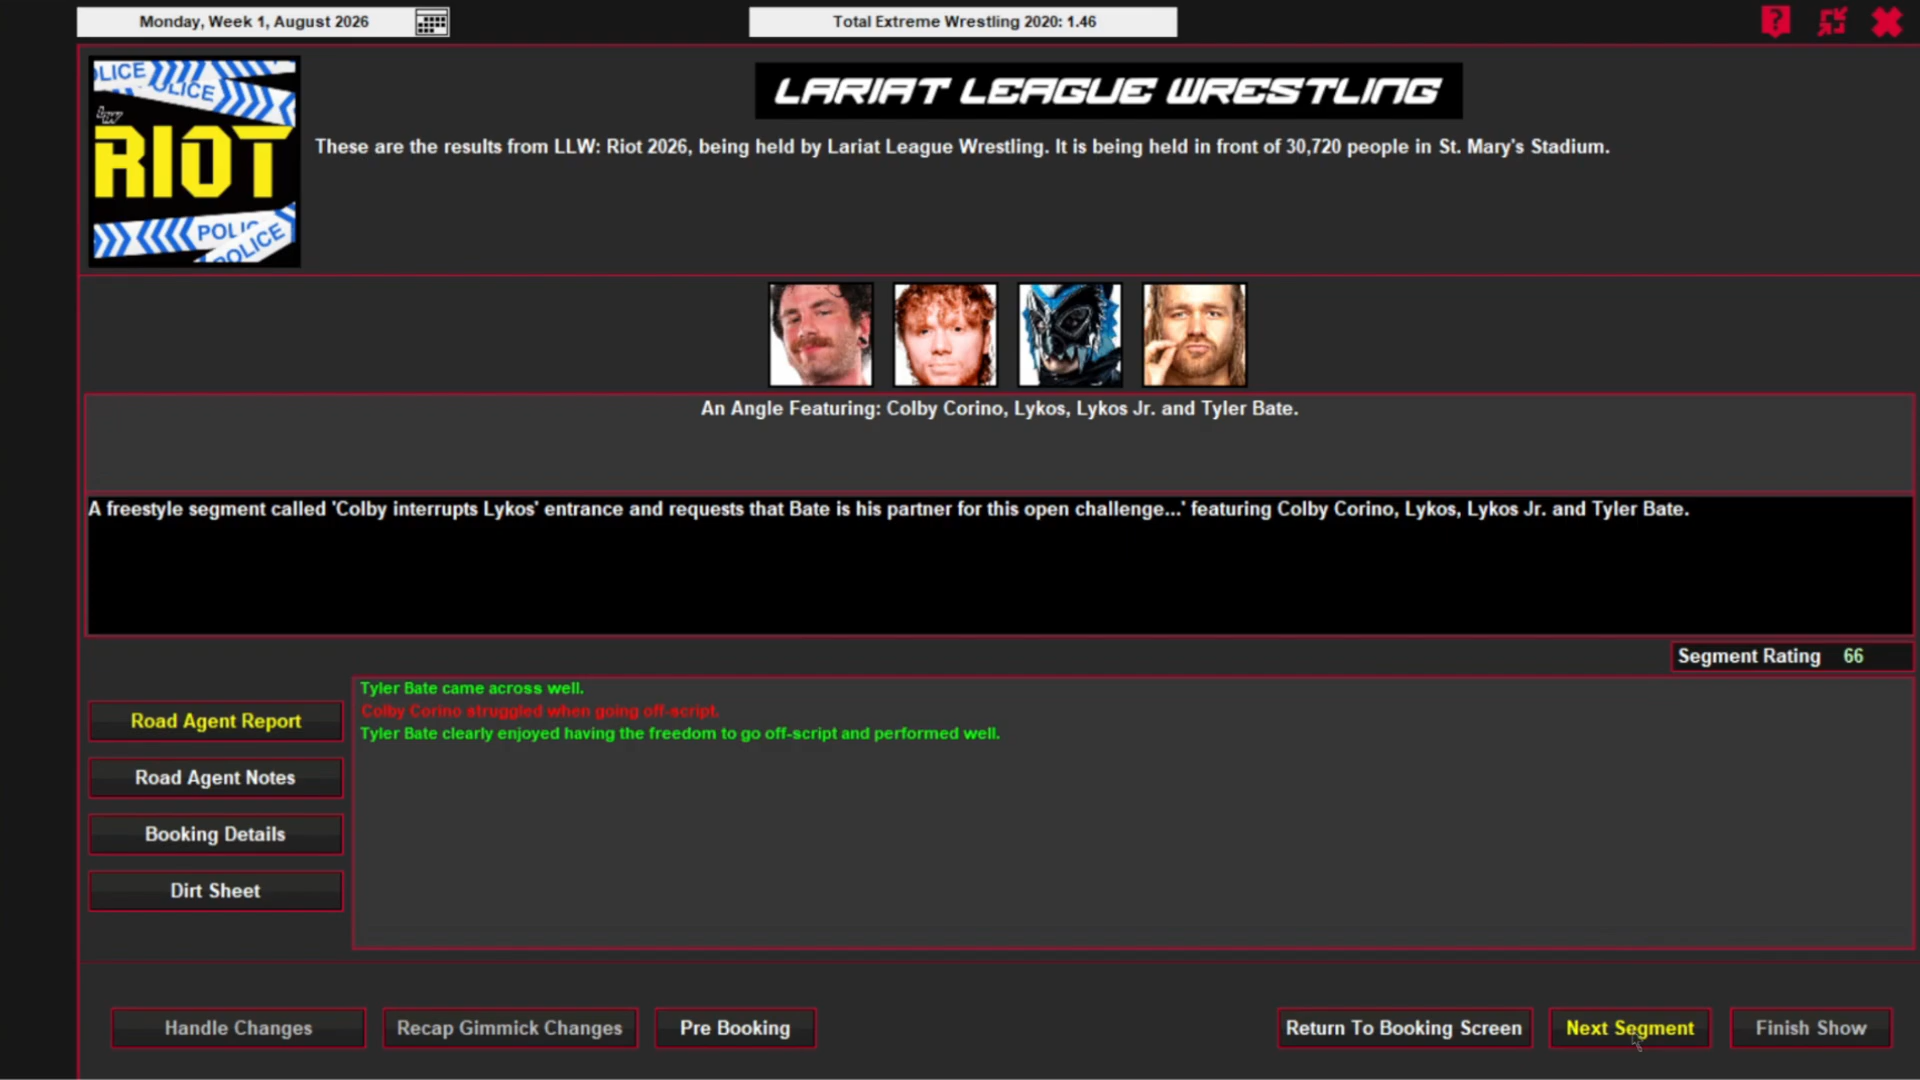 Monday, Week 1, August 2026
Total Extreme Wrestling 2020: 1.46
?
LICE
POLICE
LLW
RIOT
POLIC
POLICE
LARIAT LEAGUE WRESTLING
These are the results from LLW: Riot 2026, being held by Lariat League Wrestling. It is being held in front of 30,720 people in St. Mary's Stadium.
An Angle Featuring: Colby Corino, Lykos, Lykos Jr. and Tyler Bate.
A freestyle segment called 'Colby interrupts Lykos' entrance and requests that Bate is his partner for this open challenge...' featuring Colby Corino, Lykos, Lykos Jr. and Tyler Bate.
Segment Rating 66
Road Agent Report
Road Agent Notes
Booking Details
Dirt Sheet
Tyler Bate came across well.
Colby Corino struggled when going off-script.
Tyler Bate clearly enjoyed having the freedom to go off-script and performed well.
Handle Changes
Recap Gimmick Changes
Pre Booking
Return To Booking Screen
Next Segment
Finish Show